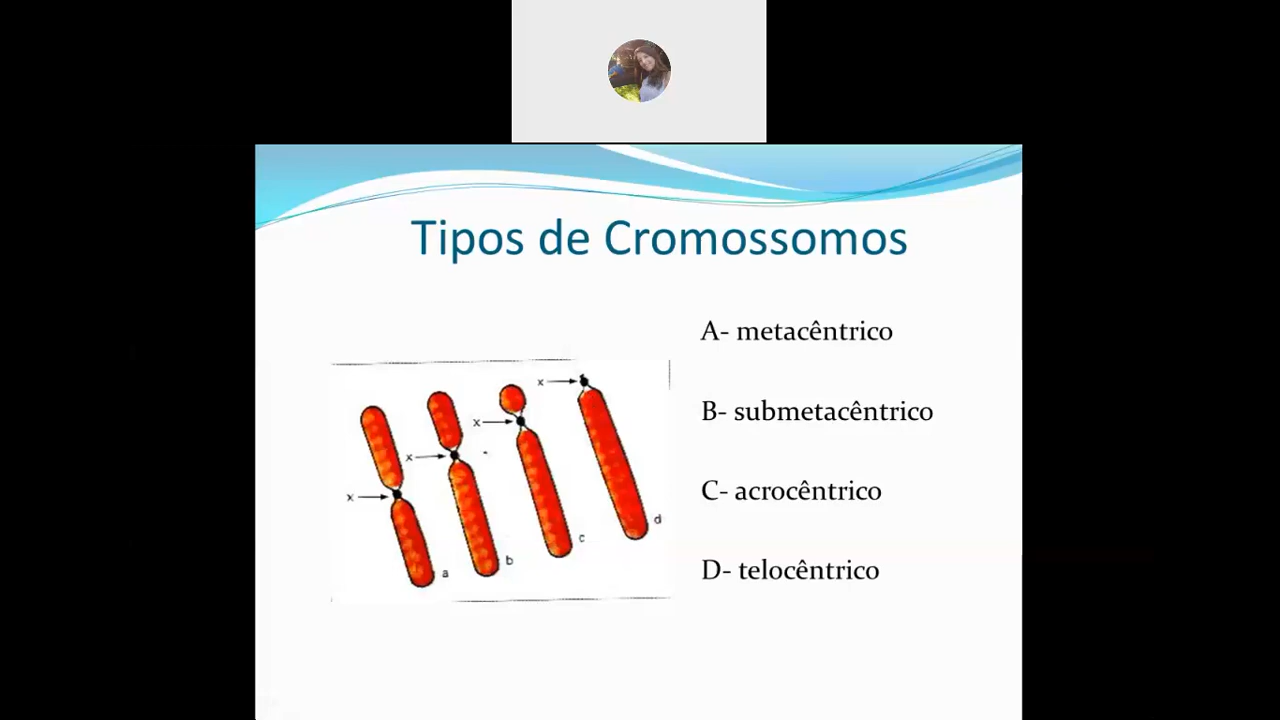 Tipos de Cromossomos
A- metacêntrico
B- submetacêntrico
C- acrocêntrico
D- telocêntrico
x
x
x
x
a
b
c
d